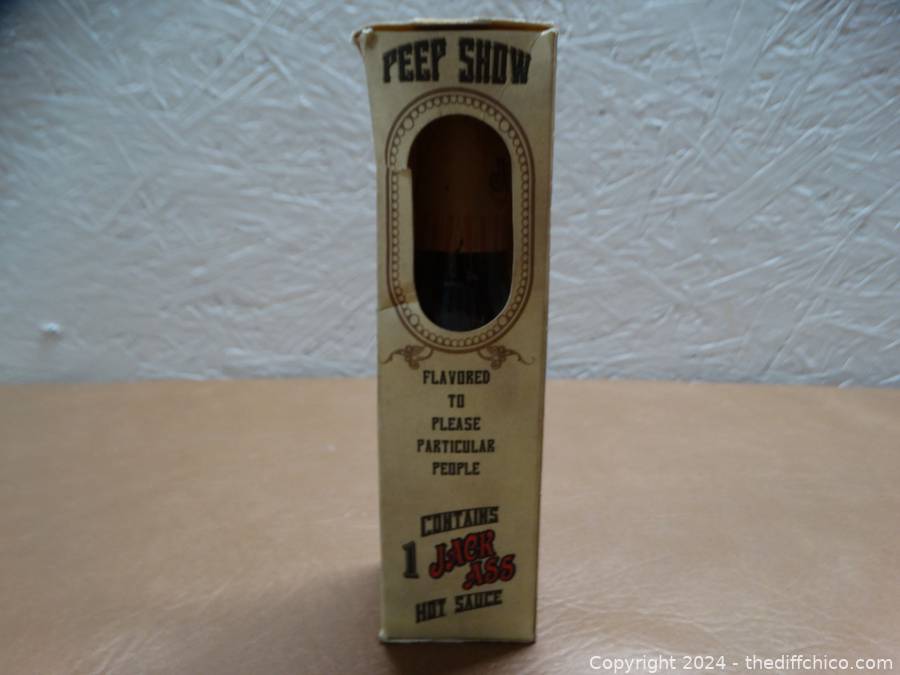 PEEP SHOW
FLAVORED
TO
PLEASE
PARTICULAR
PEOPLE
CONTAINS
1 JACK
ASS
HOT SAUCE
Copyright © 2024 - thediffchico.com